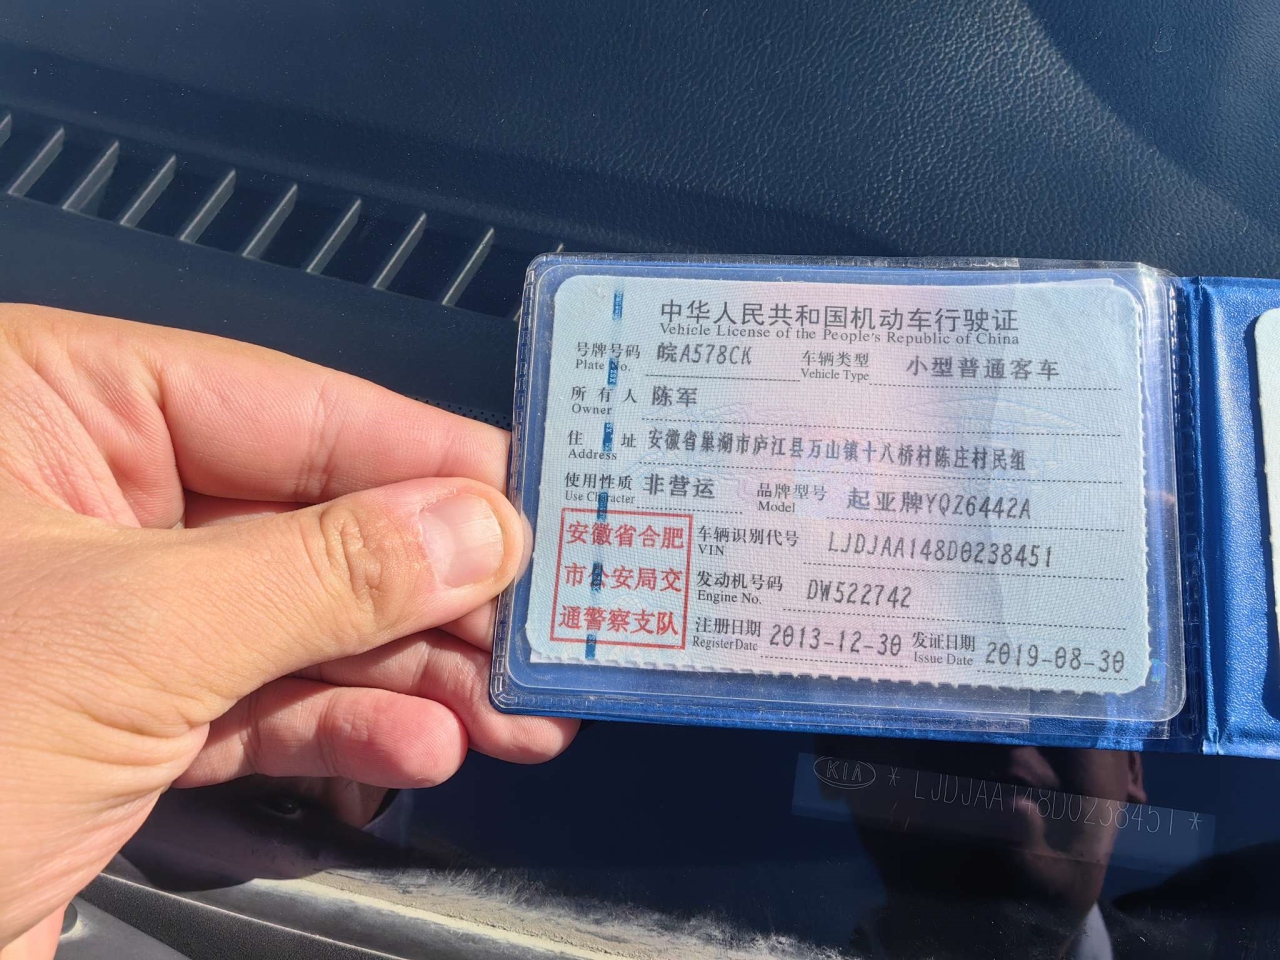 中华人民共和国机动车行驶证
Vehicle License of the People's Republic of China
号牌号码 皖A578CK 车辆类型 小型普通客车
Plate No. Vehicle Type
所有人 陈军
Owner
住址 安徽省巢湖市庐江县万山镇十八桥村陈庄村民组
Address
使用性质 非营运 品牌型号 起亚牌YQZ6442A
Use Character Model
安徽省合肥
市公安局交
通警察支队
车辆识别代号 LJDJAA148D0238451
VIN
发动机号码 DW522742
Engine No.
注册日期 2013-12-30 发证日期 2019-08-30
Register Date Issue Date
KIA * LJDJAA148D0238451 *